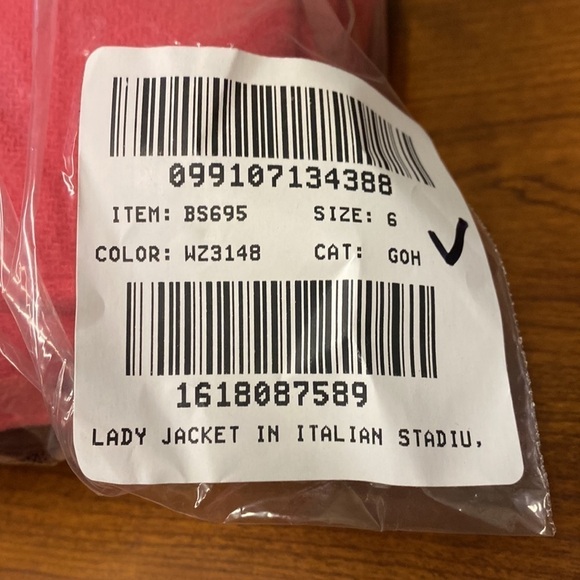 099107134388
ITEM: BS695 SIZE: 6
COLOR: WZ3148 CAT: GOH
1618087589
LADY JACKET IN ITALIAN STADIU,